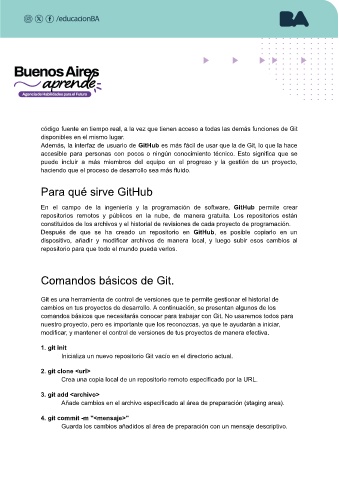 /educacionBA
BA
Buenos Aires
aprende
Agencia de Habilidades para el Futuro
código fuente en tiempo real, a la vez que tienen acceso a todas las demás funciones de Git
disponibles en el mismo lugar.
Además, la interfaz de usuario de GitHub es más fácil de usar que la de Git, lo que la hace
accesible para personas con pocos o ningún conocimiento técnico. Esto significa que se
puede incluir a más miembros del equipo en el progreso y la gestión de un proyecto,
haciendo que el proceso de desarrollo sea más fluido.
Para qué sirve GitHub
En el campo de la ingeniería y la programación de software, GitHub permite crear
repositorios remotos y públicos en la nube, de manera gratuita. Los repositorios están
constituidos de los archivos y el historial de revisiones de cada proyecto de programación.
Después de que se ha creado un repositorio en GitHub, es posible copiarlo en un
dispositivo, añadir y modificar archivos de manera local, y luego subir esos cambios al
repositorio para que todo el mundo pueda verlos.
Comandos básicos de Git.
Git es una herramienta de control de versiones que te permite gestionar el historial de
cambios en tus proyectos de desarrollo. A continuación, se presentan algunos de los
comandos básicos que necesitarás conocer para trabajar con Git. No usaremos todos para
nuestro proyecto, pero es importante que los reconozcas, ya que te ayudarán a iniciar,
modificar, y mantener el control de versiones de tus proyectos de manera efectiva.
1. git init
Inicializa un nuevo repositorio Git vacío en el directorio actual.
2. git clone <url>
Crea una copia local de un repositorio remoto especificado por la URL.
3. git add <archivo>
Añade cambios en el archivo especificado al área de preparación (staging area).
4. git commit -m "<mensaje>"
Guarda los cambios añadidos al área de preparación con un mensaje descriptivo.